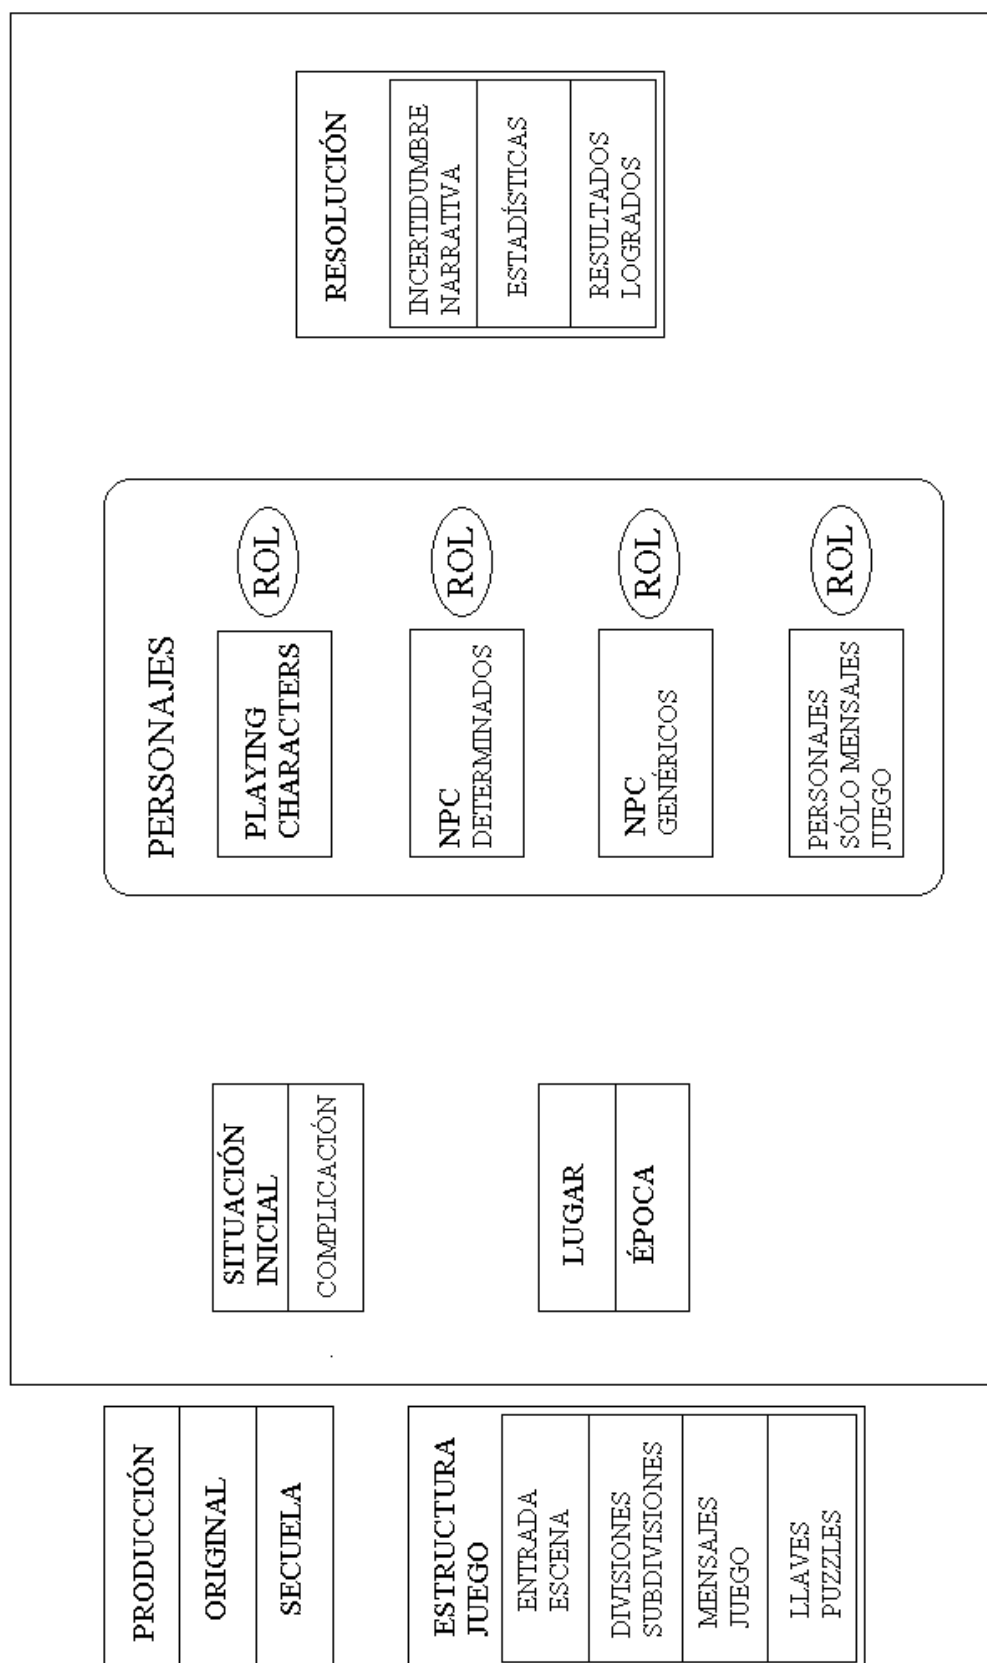 PRODUCCIÓN
ORIGINAL
SECUELA
ESTRUCTURA
JUEGO
ENTRADA
ESCENA
DIVISIONES
SUBDIVISIONES
MENSAJES
JUEGO
LLAVES
PUZZLES
SITUACIÓN
INICIAL
COMPLICACIÓN
LUGAR
ÉPOCA
PERSONAJES
PLAYING
CHARACTERS
ROL
NPC
DETERMINADOS
ROL
NPC
GENÉRICOS
ROL
PERSONAJES
SÓLO MENSAJES
JUEGO
ROL
RESOLUCIÓN
INCERTIDUMBRE
NARRATIVA
ESTADÍSTICAS
RESULTADOS
LOGRADOS